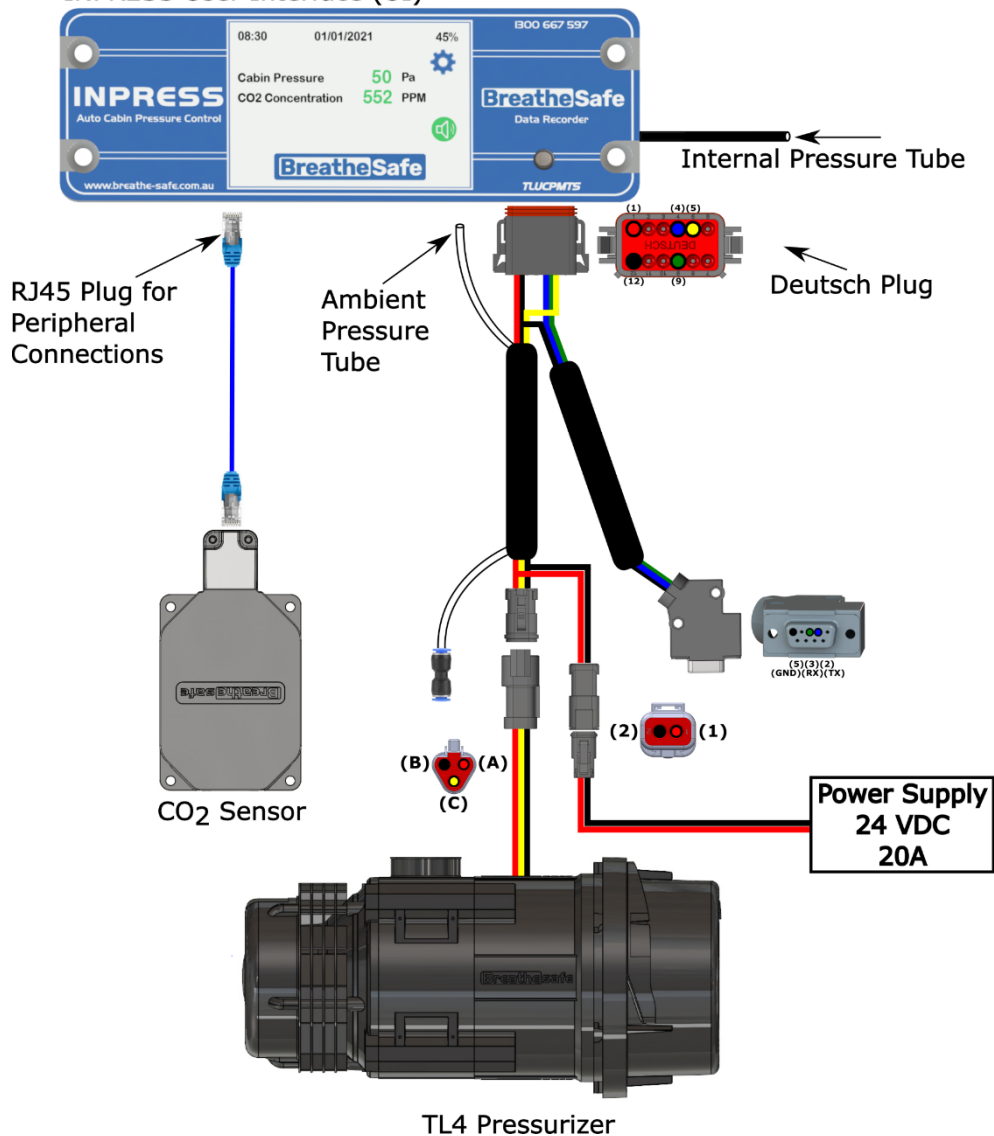 INPRESS User Interface (UI)
1300 667 597
08:30 01/01/2021 45%
Cabin Pressure 50 Pa
CO2 Concentration 552 PPM
INPRESS
Auto Cabin Pressure Control
BreatheSafe
Data Recorder
BreatheSafe
www.breathe-safe.com.au
TLUCPMTS
Internal Pressure Tube
(1) (4)(5)
DEUTSCH
(12) (9)
Deutsch Plug
RJ45 Plug for
Peripheral
Connections
Ambient
Pressure
Tube
Breathesafe
CO2 Sensor
(5)(3)(2)
(GND)(RX)(TX)
(2) (1)
(B) (A)
(C)
Power Supply
24 VDC
20A
Breathesafe
TL4 Pressurizer